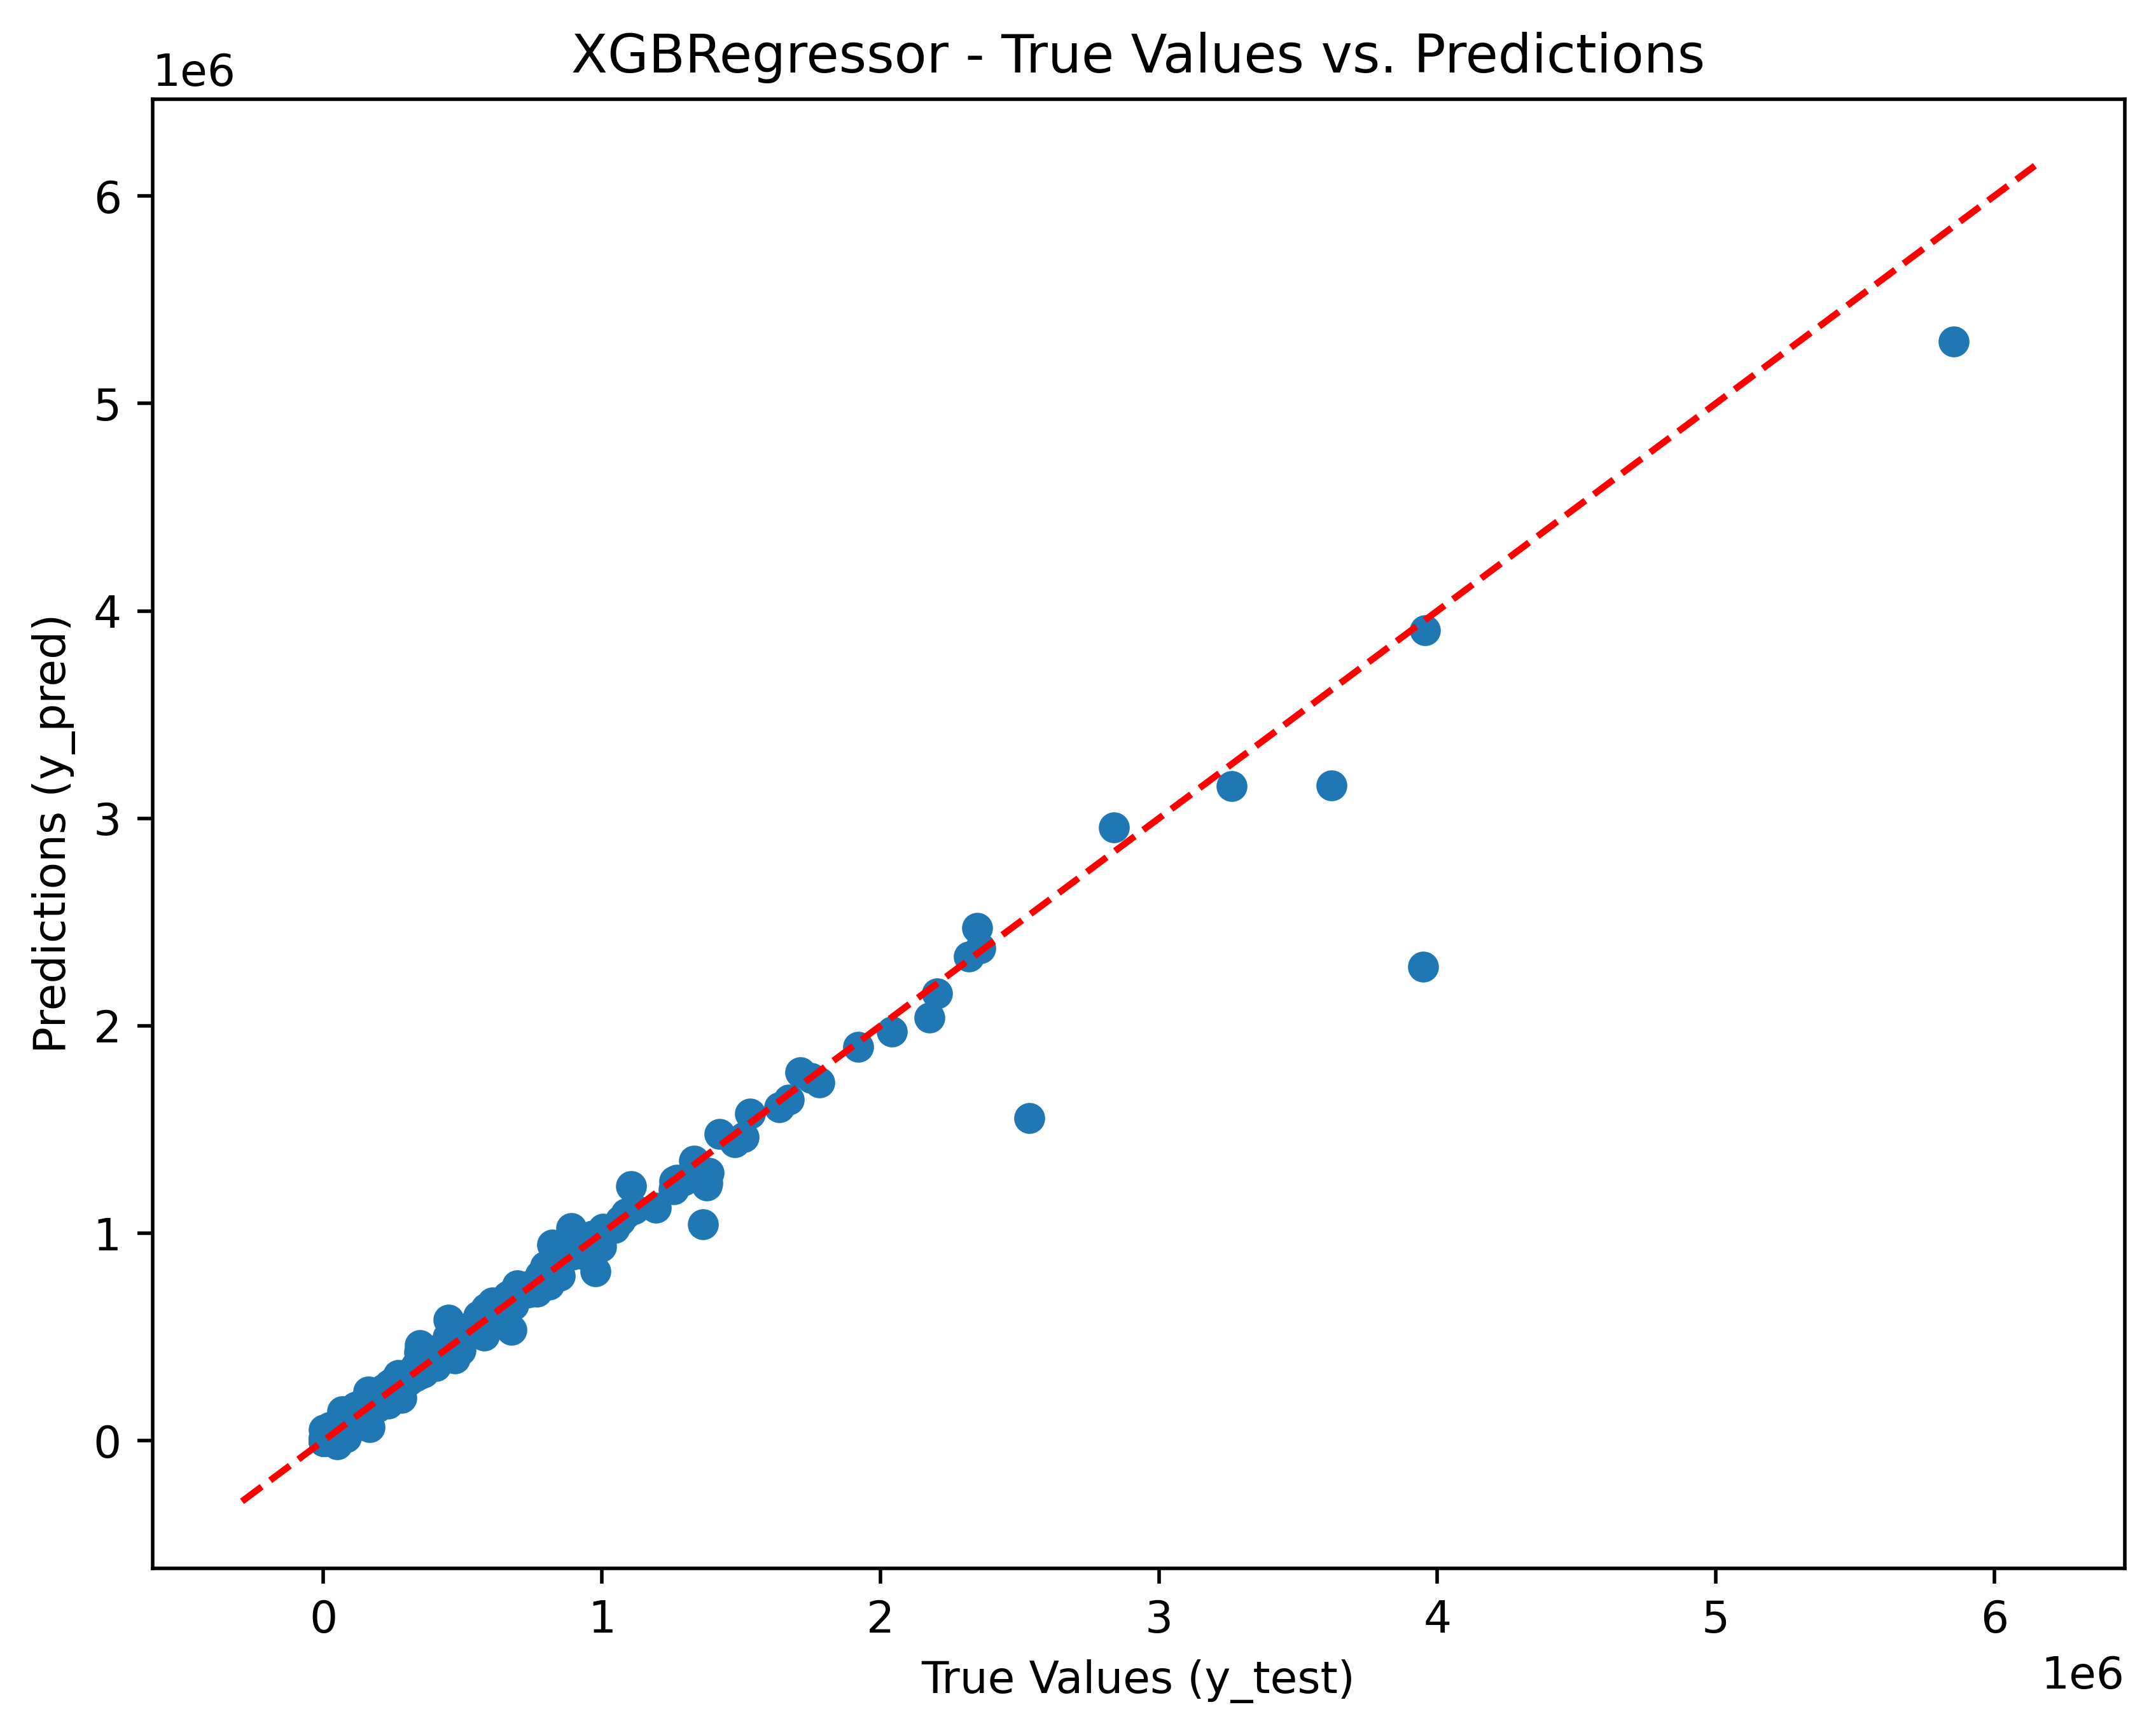 XGBRegressor - True Values vs. Predictions
1e6
6
5
4
3
2
1
0
Predictions (y_pred)
0 1 2 3 4 5 6
True Values (y_test)
1e6